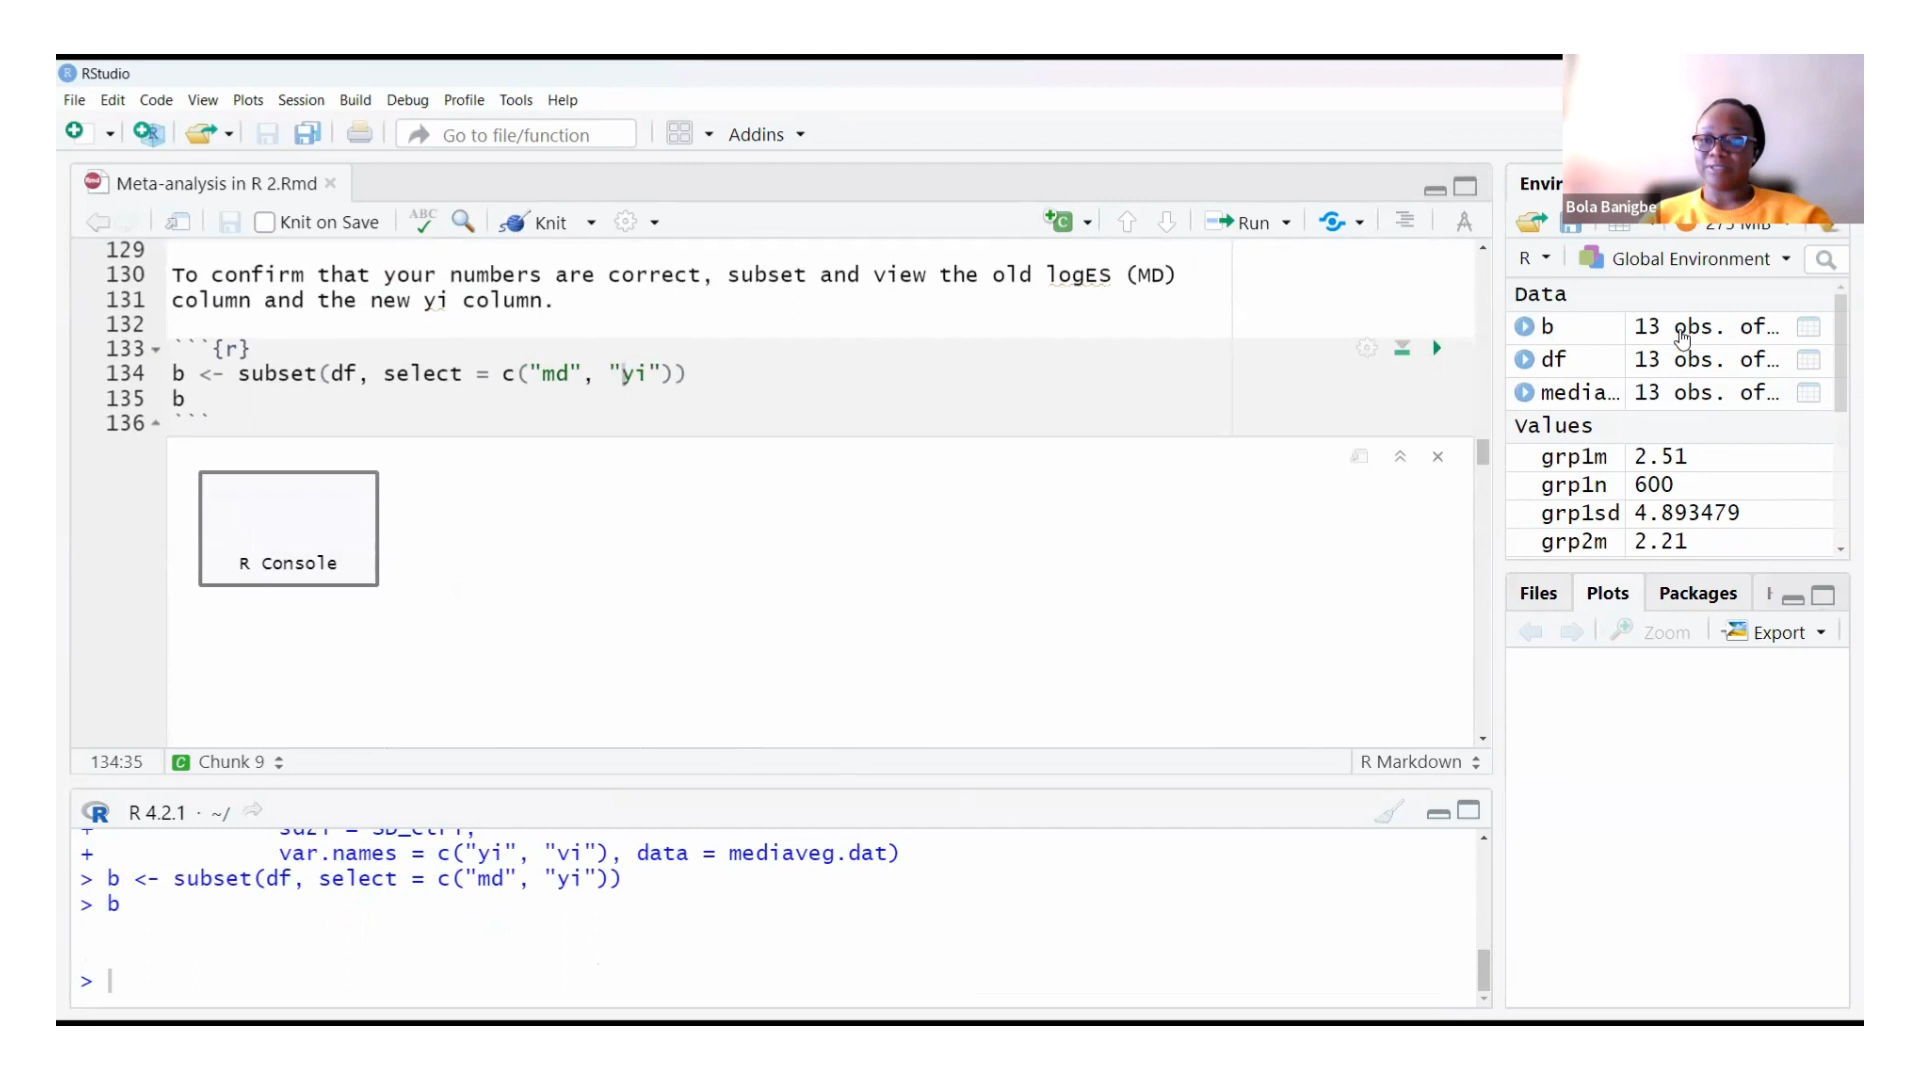 RStudio
File Edit Code View Plots Session Build Debug Profile Tools Help
Go to file/function Addins
Meta-analysis in R 2.Rmd
Knit on Save ABC Knit Run
129
130 To confirm that your numbers are correct, subset and view the old logES (MD)
131 column and the new yi column.
132
133 ```{r}
134 b <- subset(df, select = c("md", "yi"))
135 b
136 ```
R Console
134:35 C Chunk 9 R Markdown
R 4.2.1 · ~/
+ var.names = c("yi", "vi"), data = mediaveg.dat)
> b <- subset(df, select = c("md", "yi"))
> b
>
Bola Banigbe
Envir
275 MiB
R Global Environment
Data
b 13 obs. of…
df 13 obs. of…
media… 13 obs. of…
Values
grp1m 2.51
grp1n 600
grp1sd 4.893479
grp2m 2.21
Files Plots Packages
Zoom Export